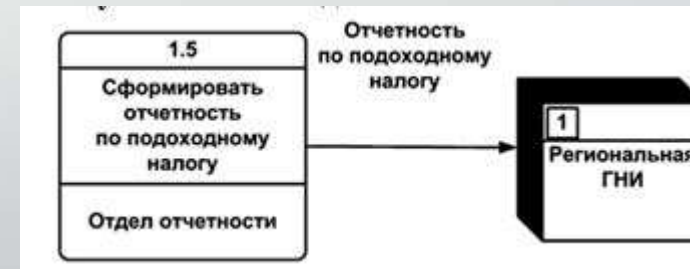 1.5
Сформировать
отчетность
по подоходному
налогу
Отдел отчетности
Отчетность
по подоходному
налогу
1
Региональная
ГНИ